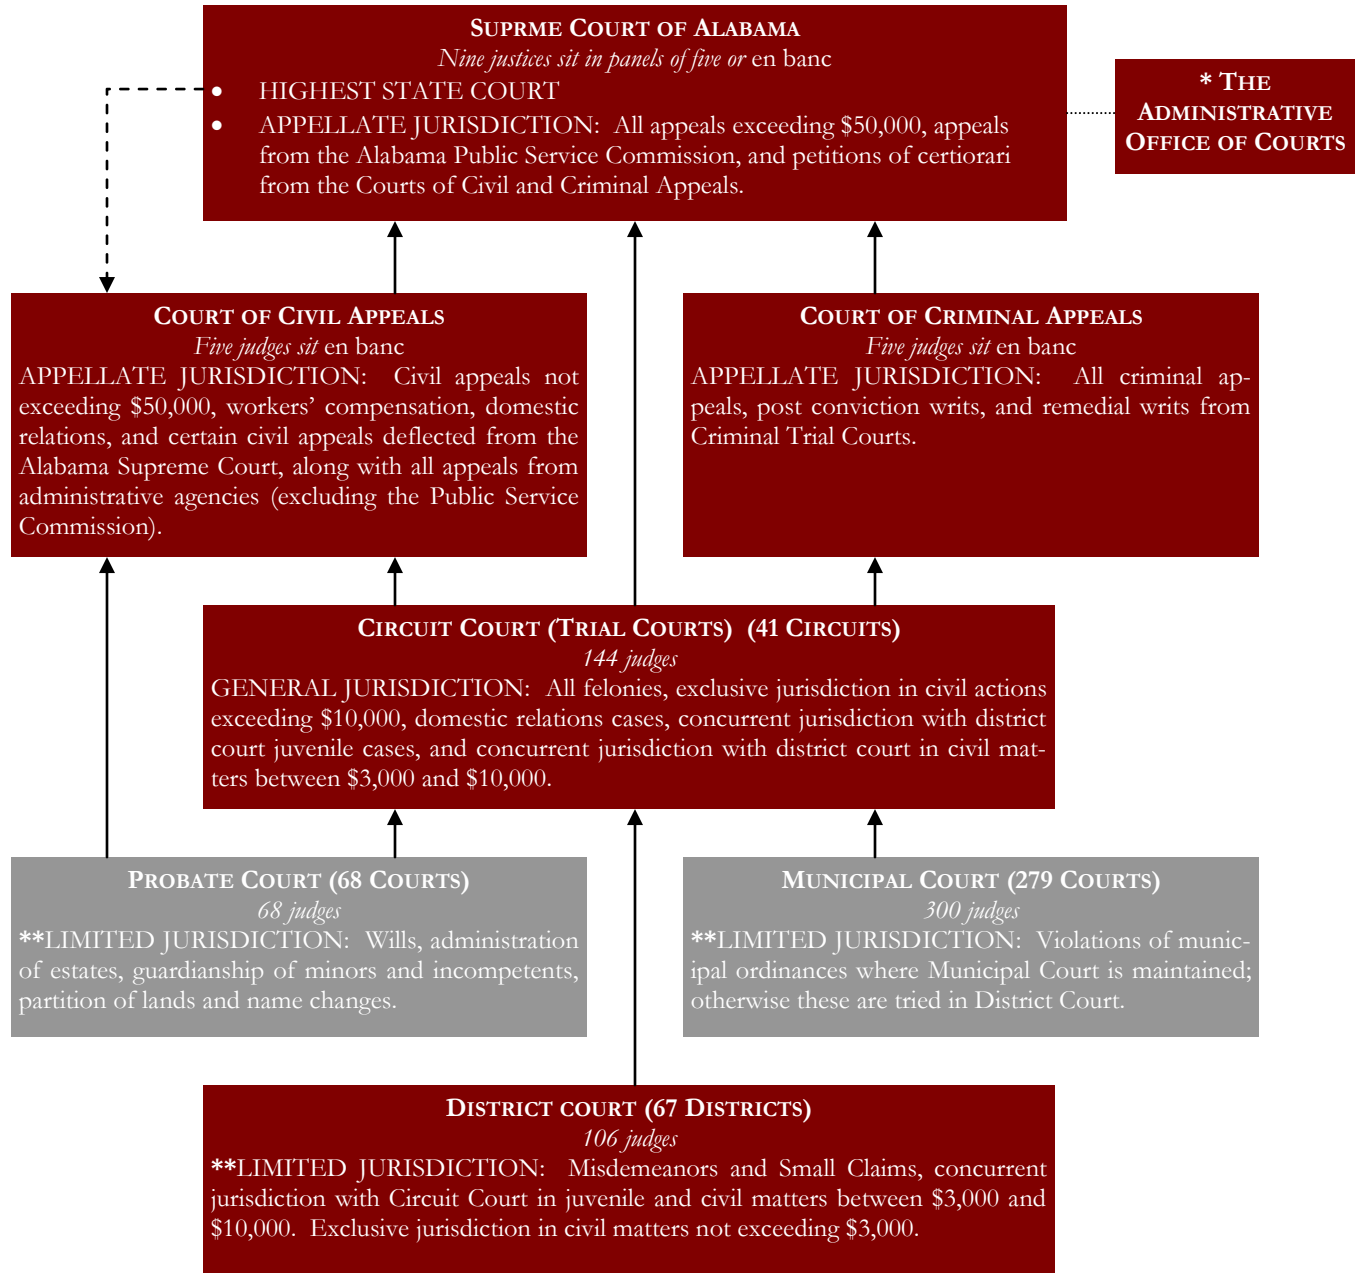 SUPRME COURT OF ALABAMA
Nine justices sit in panels of five or en banc
• HIGHEST STATE COURT
• APPELLATE JURISDICTION: All appeals exceeding $50,000, appeals
from the Alabama Public Service Commission, and petitions of certiorari
from the Courts of Civil and Criminal Appeals.
* THE
ADMINISTRATIVE
OFFICE OF COURTS
COURT OF CIVIL APPEALS
Five judges sit en banc
APPELLATE JURISDICTION: Civil appeals not
exceeding $50,000, workers’ compensation, domestic
relations, and certain civil appeals deflected from the
Alabama Supreme Court, along with all appeals from
administrative agencies (excluding the Public Service
Commission).
COURT OF CRIMINAL APPEALS
Five judges sit en banc
APPELLATE JURISDICTION: All criminal ap-
peals, post conviction writs, and remedial writs from
Criminal Trial Courts.
CIRCUIT COURT (TRIAL COURTS) (41 CIRCUITS)
144 judges
GENERAL JURISDICTION: All felonies, exclusive jurisdiction in civil actions
exceeding $10,000, domestic relations cases, concurrent jurisdiction with district
court juvenile cases, and concurrent jurisdiction with district court in civil mat-
ters between $3,000 and $10,000.
PROBATE COURT (68 COURTS)
68 judges
**LIMITED JURISDICTION: Wills, administration
of estates, guardianship of minors and incompetents,
partition of lands and name changes.
MUNICIPAL COURT (279 COURTS)
300 judges
**LIMITED JURISDICTION: Violations of munic-
ipal ordinances where Municipal Court is maintained;
otherwise these are tried in District Court.
DISTRICT COURT (67 DISTRICTS)
106 judges
**LIMITED JURISDICTION: Misdemeanors and Small Claims, concurrent
jurisdiction with Circuit Court in juvenile and civil matters between $3,000 and
$10,000. Exclusive jurisdiction in civil matters not exceeding $3,000.